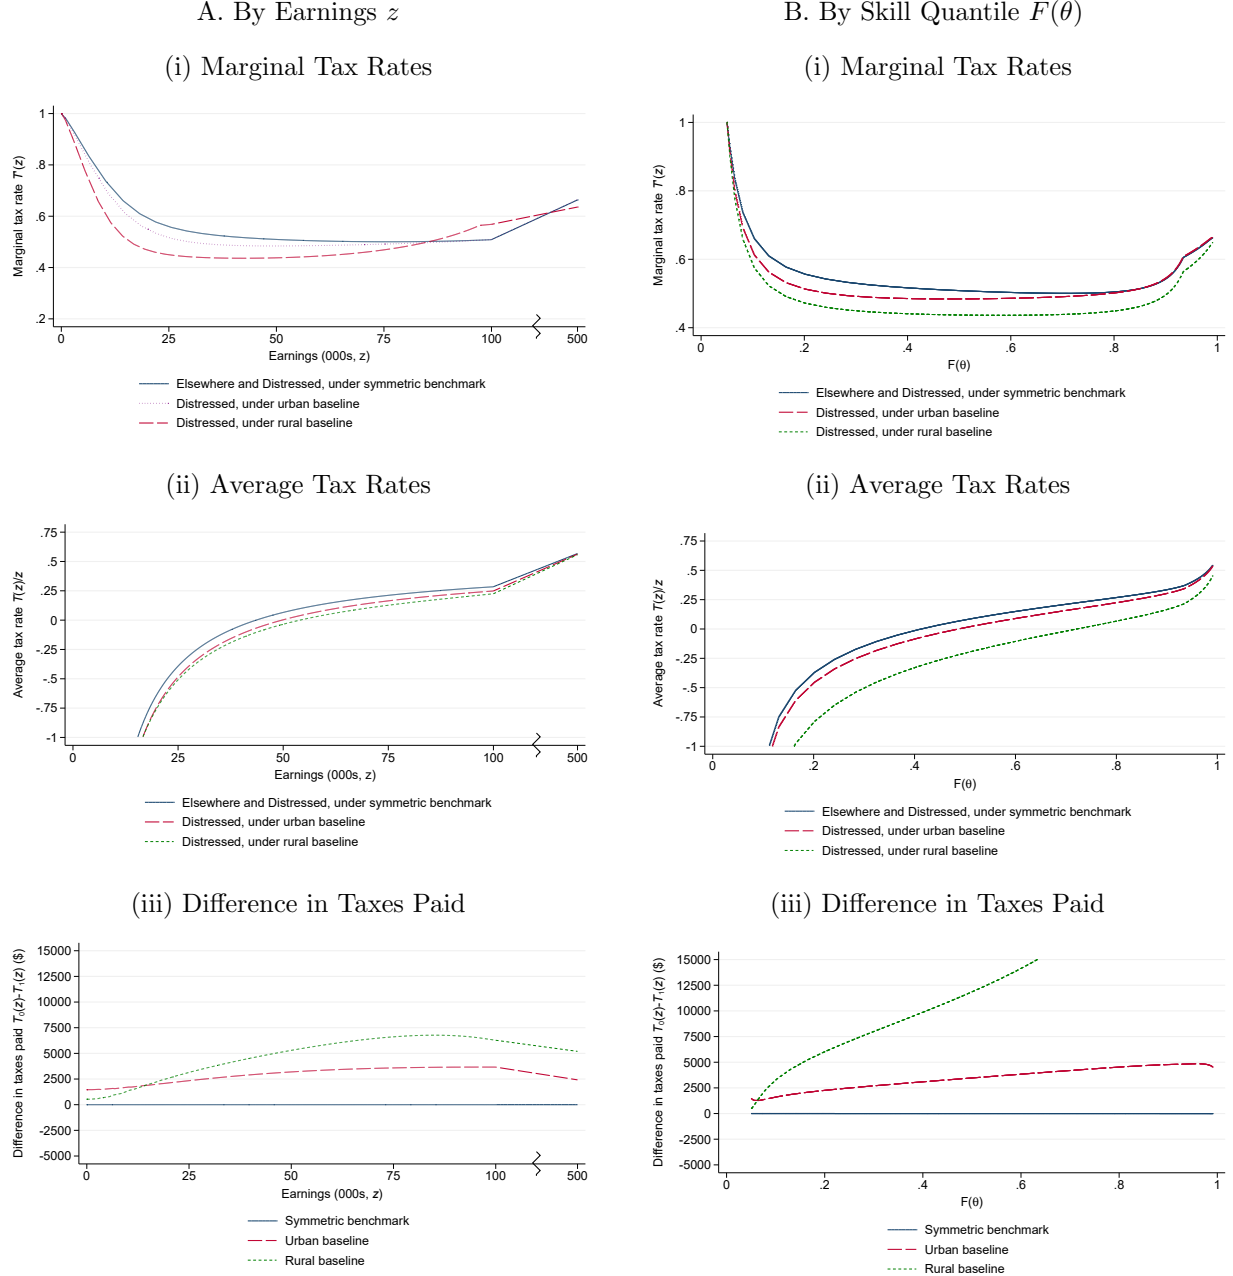 A. By Earnings z
(i) Marginal Tax Rates
Marginal tax rate T'(z)
1
.8
.6
.4
.2
0
25
50
75
100
500
Earnings (000s, z)
Elsewhere and Distressed, under symmetric benchmark
Distressed, under urban baseline
Distressed, under rural baseline
(ii) Average Tax Rates
Average tax rate T(z)/z
.75
.5
.25
0
-.25
-.5
-.75
-1
0
25
50
75
100
500
Earnings (000s, z)
Elsewhere and Distressed, under symmetric benchmark
Distressed, under urban baseline
Distressed, under rural baseline
(iii) Difference in Taxes Paid
Difference in taxes paid T₀(z)-T₁(z) ($)
15000
12500
10000
7500
5000
2500
0
-2500
-5000
0
25
50
75
100
500
Earnings (000s, z)
Symmetric benchmark
Urban baseline
Rural baseline
B. By Skill Quantile F(θ)
(i) Marginal Tax Rates
Marginal tax rate T'(z)
1
.8
.6
.4
0
.2
.4
.6
.8
1
F(θ)
Elsewhere and Distressed, under symmetric benchmark
Distressed, under urban baseline
Distressed, under rural baseline
(ii) Average Tax Rates
Average tax rate T(z)/z
.75
.5
.25
0
-.25
-.5
-.75
-1
0
.2
.4
.6
.8
1
F(θ)
Elsewhere and Distressed, under symmetric benchmark
Distressed, under urban baseline
Distressed, under rural baseline
(iii) Difference in Taxes Paid
Difference in taxes paid T₀(z)-T₁(z) ($)
15000
12500
10000
7500
5000
2500
0
-2500
-5000
0
.2
.4
.6
.8
1
F(θ)
Symmetric benchmark
Urban baseline
Rural baseline